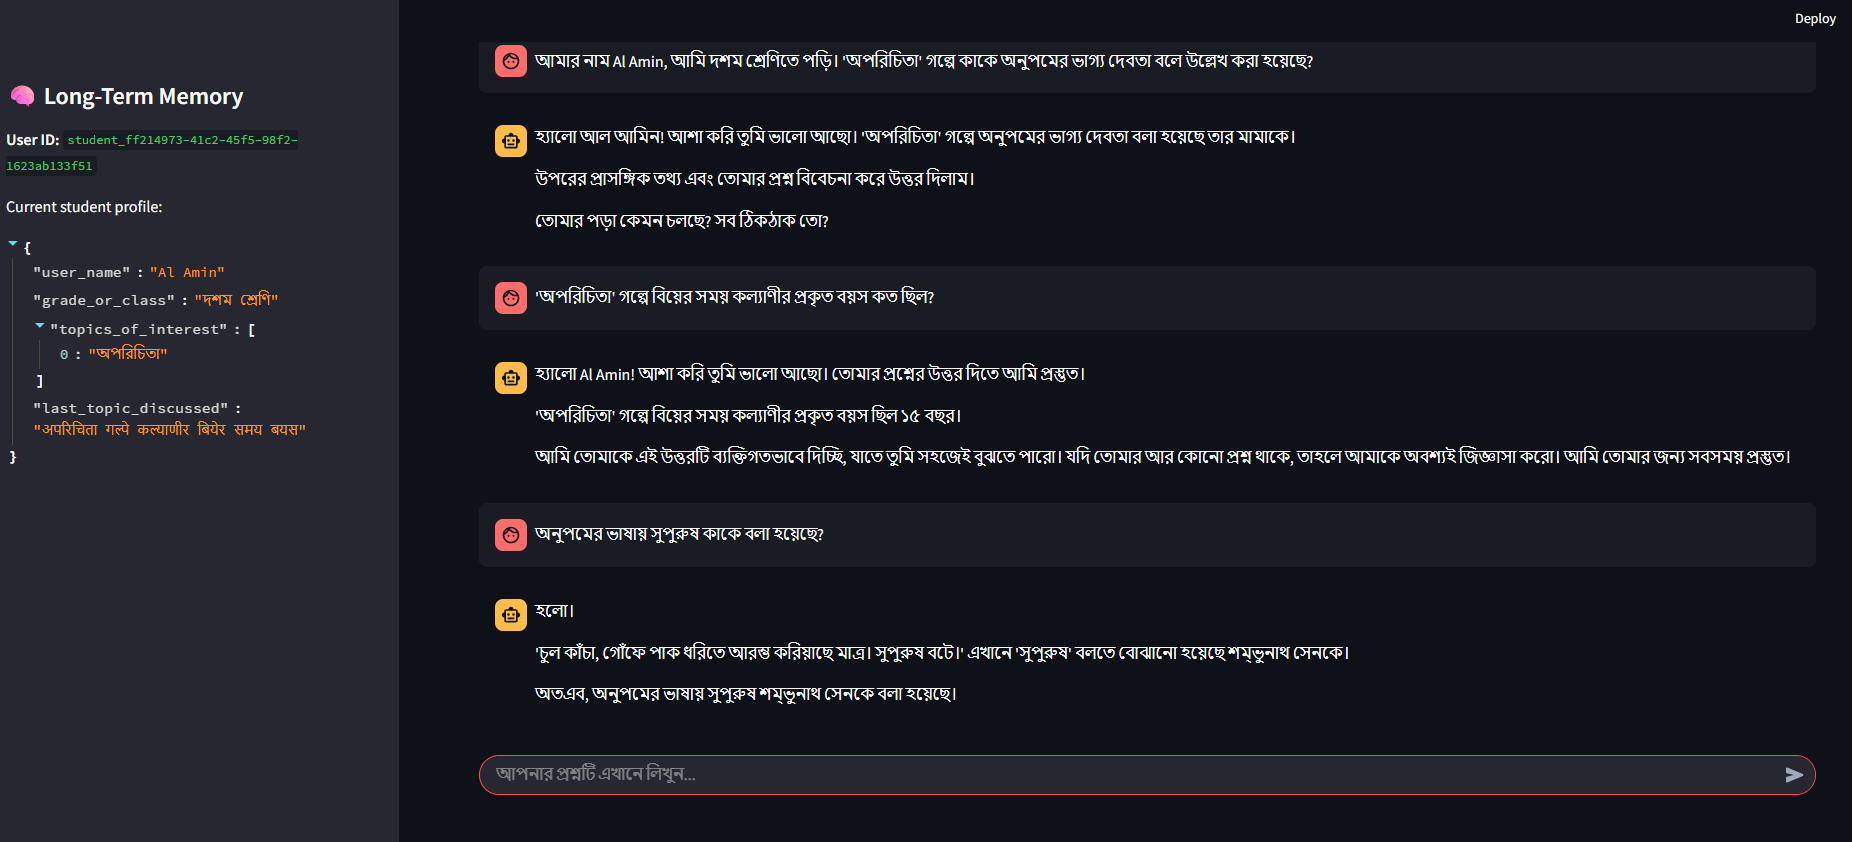 Deploy
Long-Term Memory
User ID: student_ff214973-41c2-45f5-98f2-
1623ab133f51
Current student profile:
{
"user_name" : "Al Amin"
"grade_or_class" : "দশম শ্রেণি"
"topics_of_interest" : [
0 : "অপরিচিতা"
]
"last_topic_discussed" :
"अपरिचिता गल्पे कल्याणीर बियेर समय बयस"
}
আমার নাম Al Amin, আমি দশম শ্রেণিতে পড়ি। 'অপরিচিতা' গল্পে কাকে অনুপমের ভাগ্য দেবতা বলে উল্লেখ করা হয়েছে?
হ্যালো আল আমিন! আশা করি তুমি ভালো আছো। 'অপরিচিতা' গল্পে অনুপমের ভাগ্য দেবতা বলা হয়েছে তার মামাকে।
উপরের প্রাসঙ্গিক তথ্য এবং তোমার প্রশ্ন বিবেচনা করে উত্তর দিলাম।
তোমার পড়া কেমন চলছে? সব ঠিকঠাক তো?
'অপরিচিতা' গল্পে বিয়ের সময় কল্যাণীর প্রকৃত বয়স কত ছিল?
হ্যালো Al Amin! আশা করি তুমি ভালো আছো। তোমার প্রশ্নের উত্তর দিতে আমি প্রস্তুত।
'অপরিচিতা' গল্পে বিয়ের সময় কল্যাণীর প্রকৃত বয়স ছিল ১৫ বছর।
আমি তোমাকে এই উত্তরটি ব্যক্তিগতভাবে দিচ্ছি, যাতে তুমি সহজেই বুঝতে পারো। যদি তোমার আর কোনো প্রশ্ন থাকে, তাহলে আমাকে অবশ্যই জিজ্ঞাসা করো। আমি তোমার জন্য সবসময় প্রস্তুত।
অনুপমের ভাষায় সুপুরুষ কাকে বলা হয়েছে?
হলো।
'চুল কাঁচা, গোঁফে পাক ধরিতে আরম্ভ করিয়াছে মাত্র। সুপুরুষ বটে।' এখানে 'সুপুরুষ' বলতে বোঝানো হয়েছে শম্ভুনাথ সেনকে।
অতএব, অনুপমের ভাষায় সুপুরুষ শম্ভুনাথ সেনকে বলা হয়েছে।
আপনার প্রশ্নটি এখানে লিখুন...